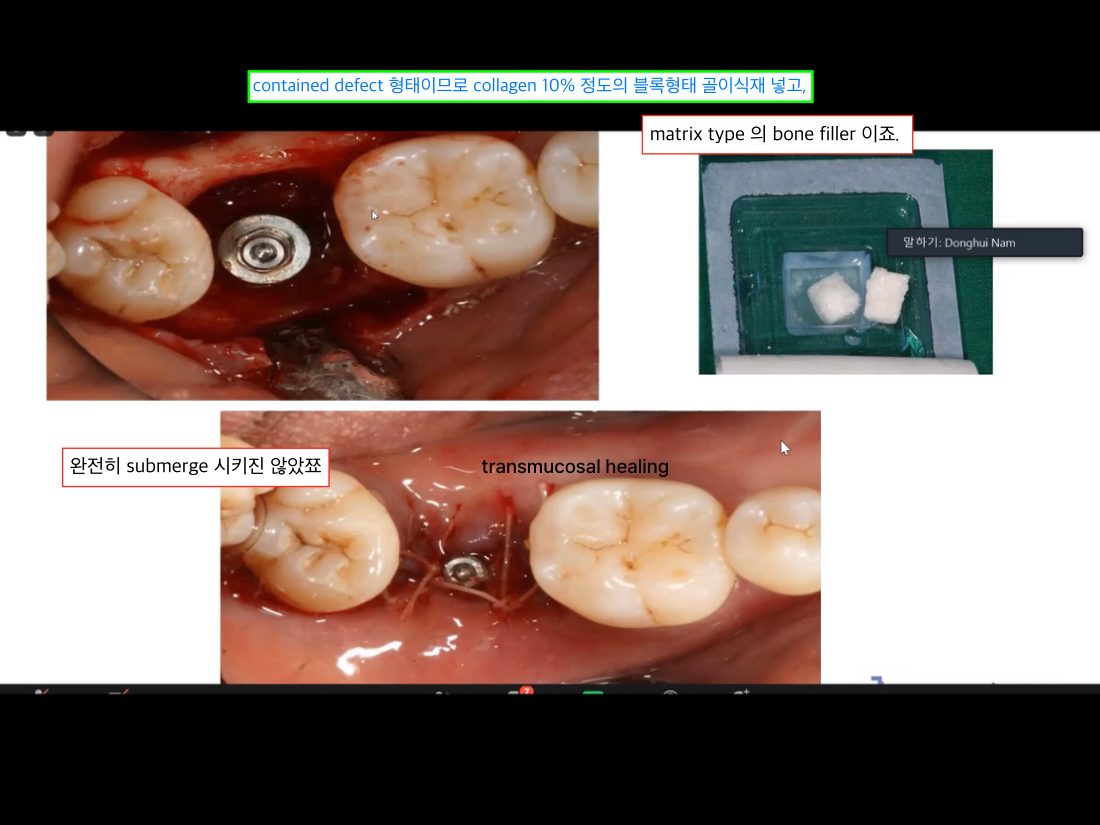 contained defect 형태이므로 collagen 10% 정도의 블록형태 골이식재 넣고,
matrix type 의 bone filler 이죠.
말하기: Donghui Nam
완전히 submerge 시키진 않았죠
transmucosal healing
7